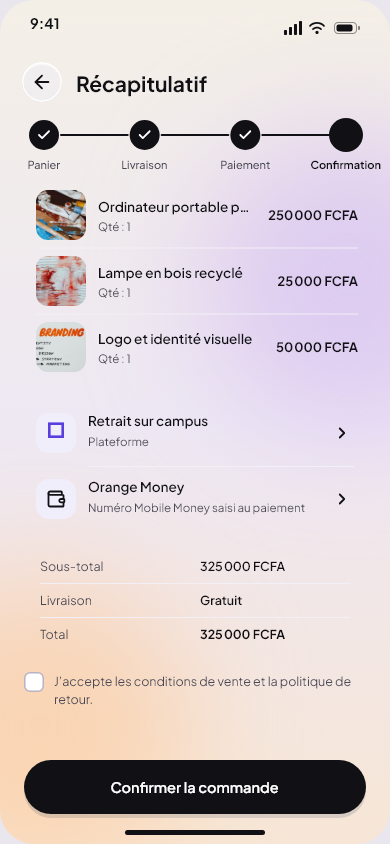 9:41
Récapitulatif
Panier
Livraison
Paiement
Confirmation
Ordinateur portable p...
250 000 FCFA
Qté : 1
Lampe en bois recyclé
25 000 FCFA
Qté : 1
BRANDING
Logo et identité visuelle
50 000 FCFA
Qté : 1
Retrait sur campus
Plateforme
Orange Money
Numéro Mobile Money saisi au paiement
Sous-total
325 000 FCFA
Livraison
Gratuit
Total
325 000 FCFA
J'accepte les conditions de vente et la politique de
retour.
Confirmer la commande